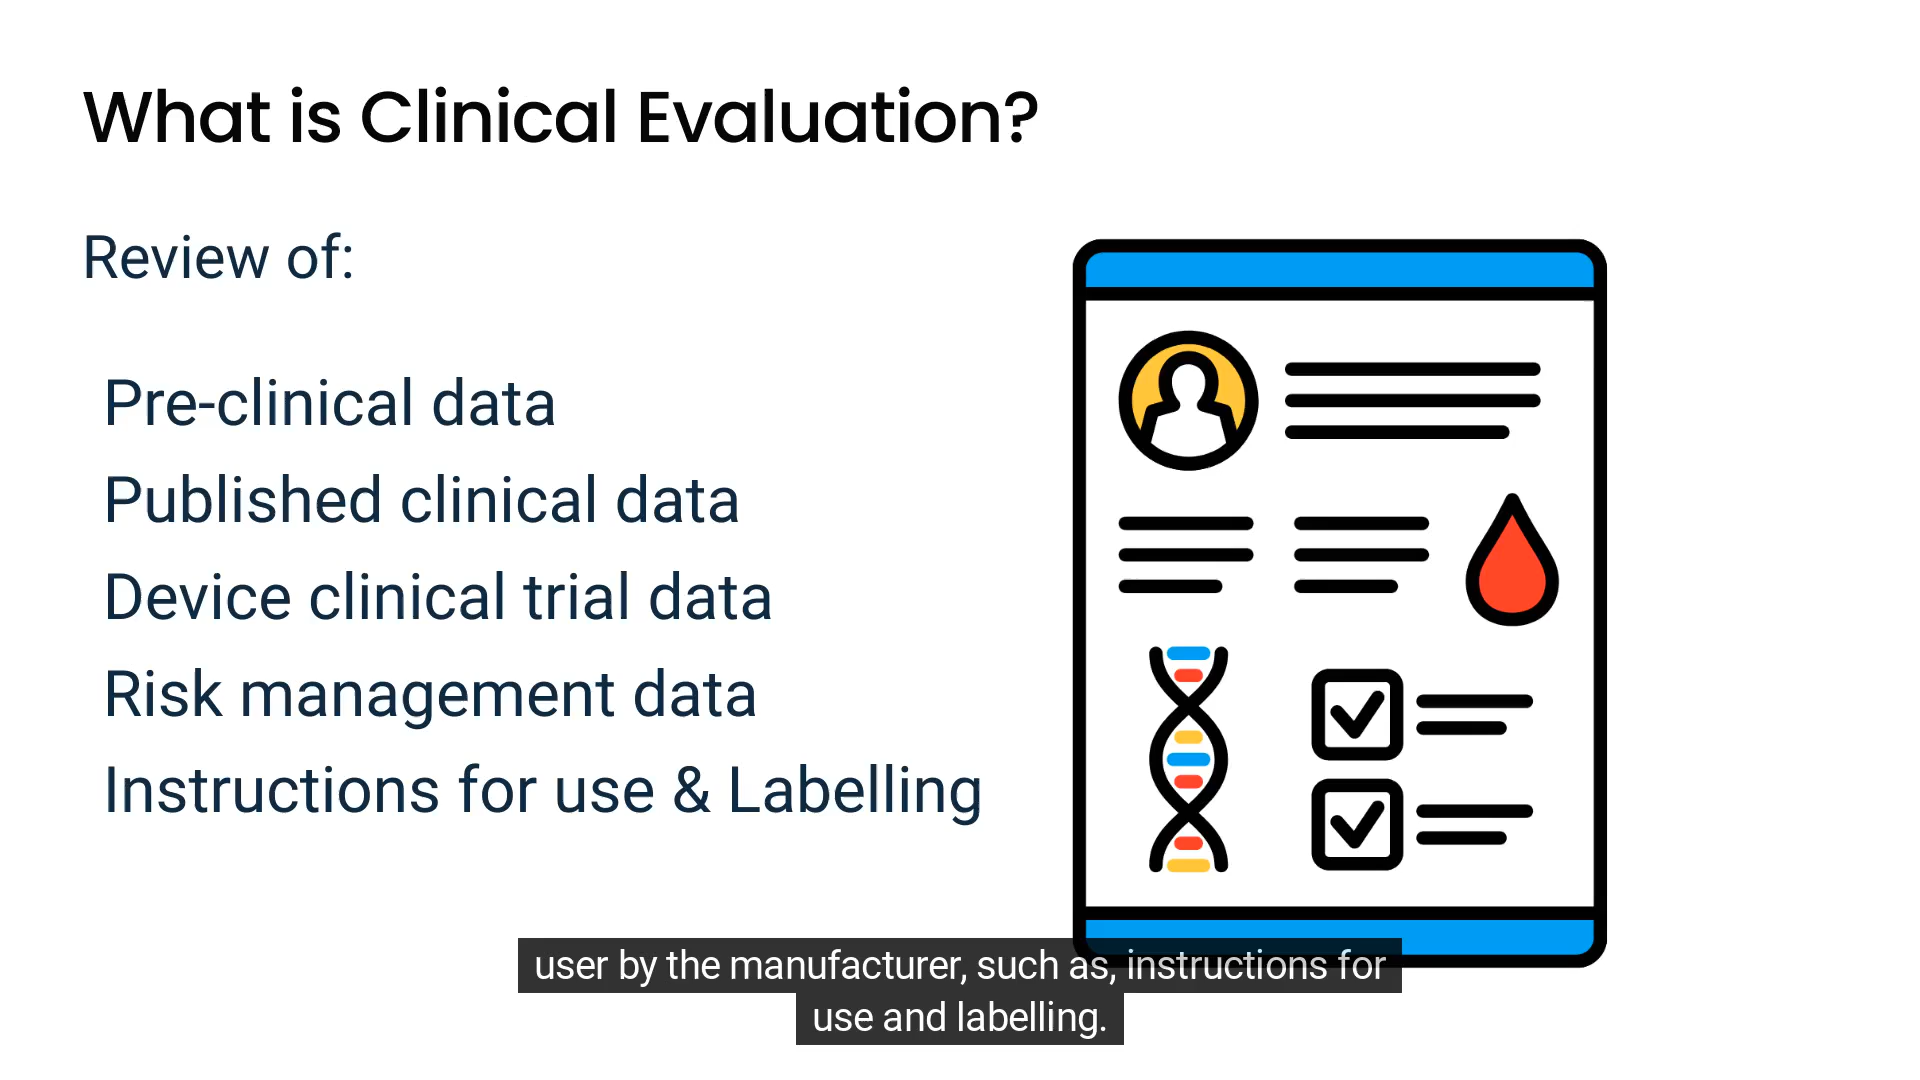 What is Clinical Evaluation?
Review of:
Pre-clinical data
Published clinical data
Device clinical trial data
Risk management data
Instructions for use & Labelling
user by the manufacturer, such as, instructions for
use and labelling.